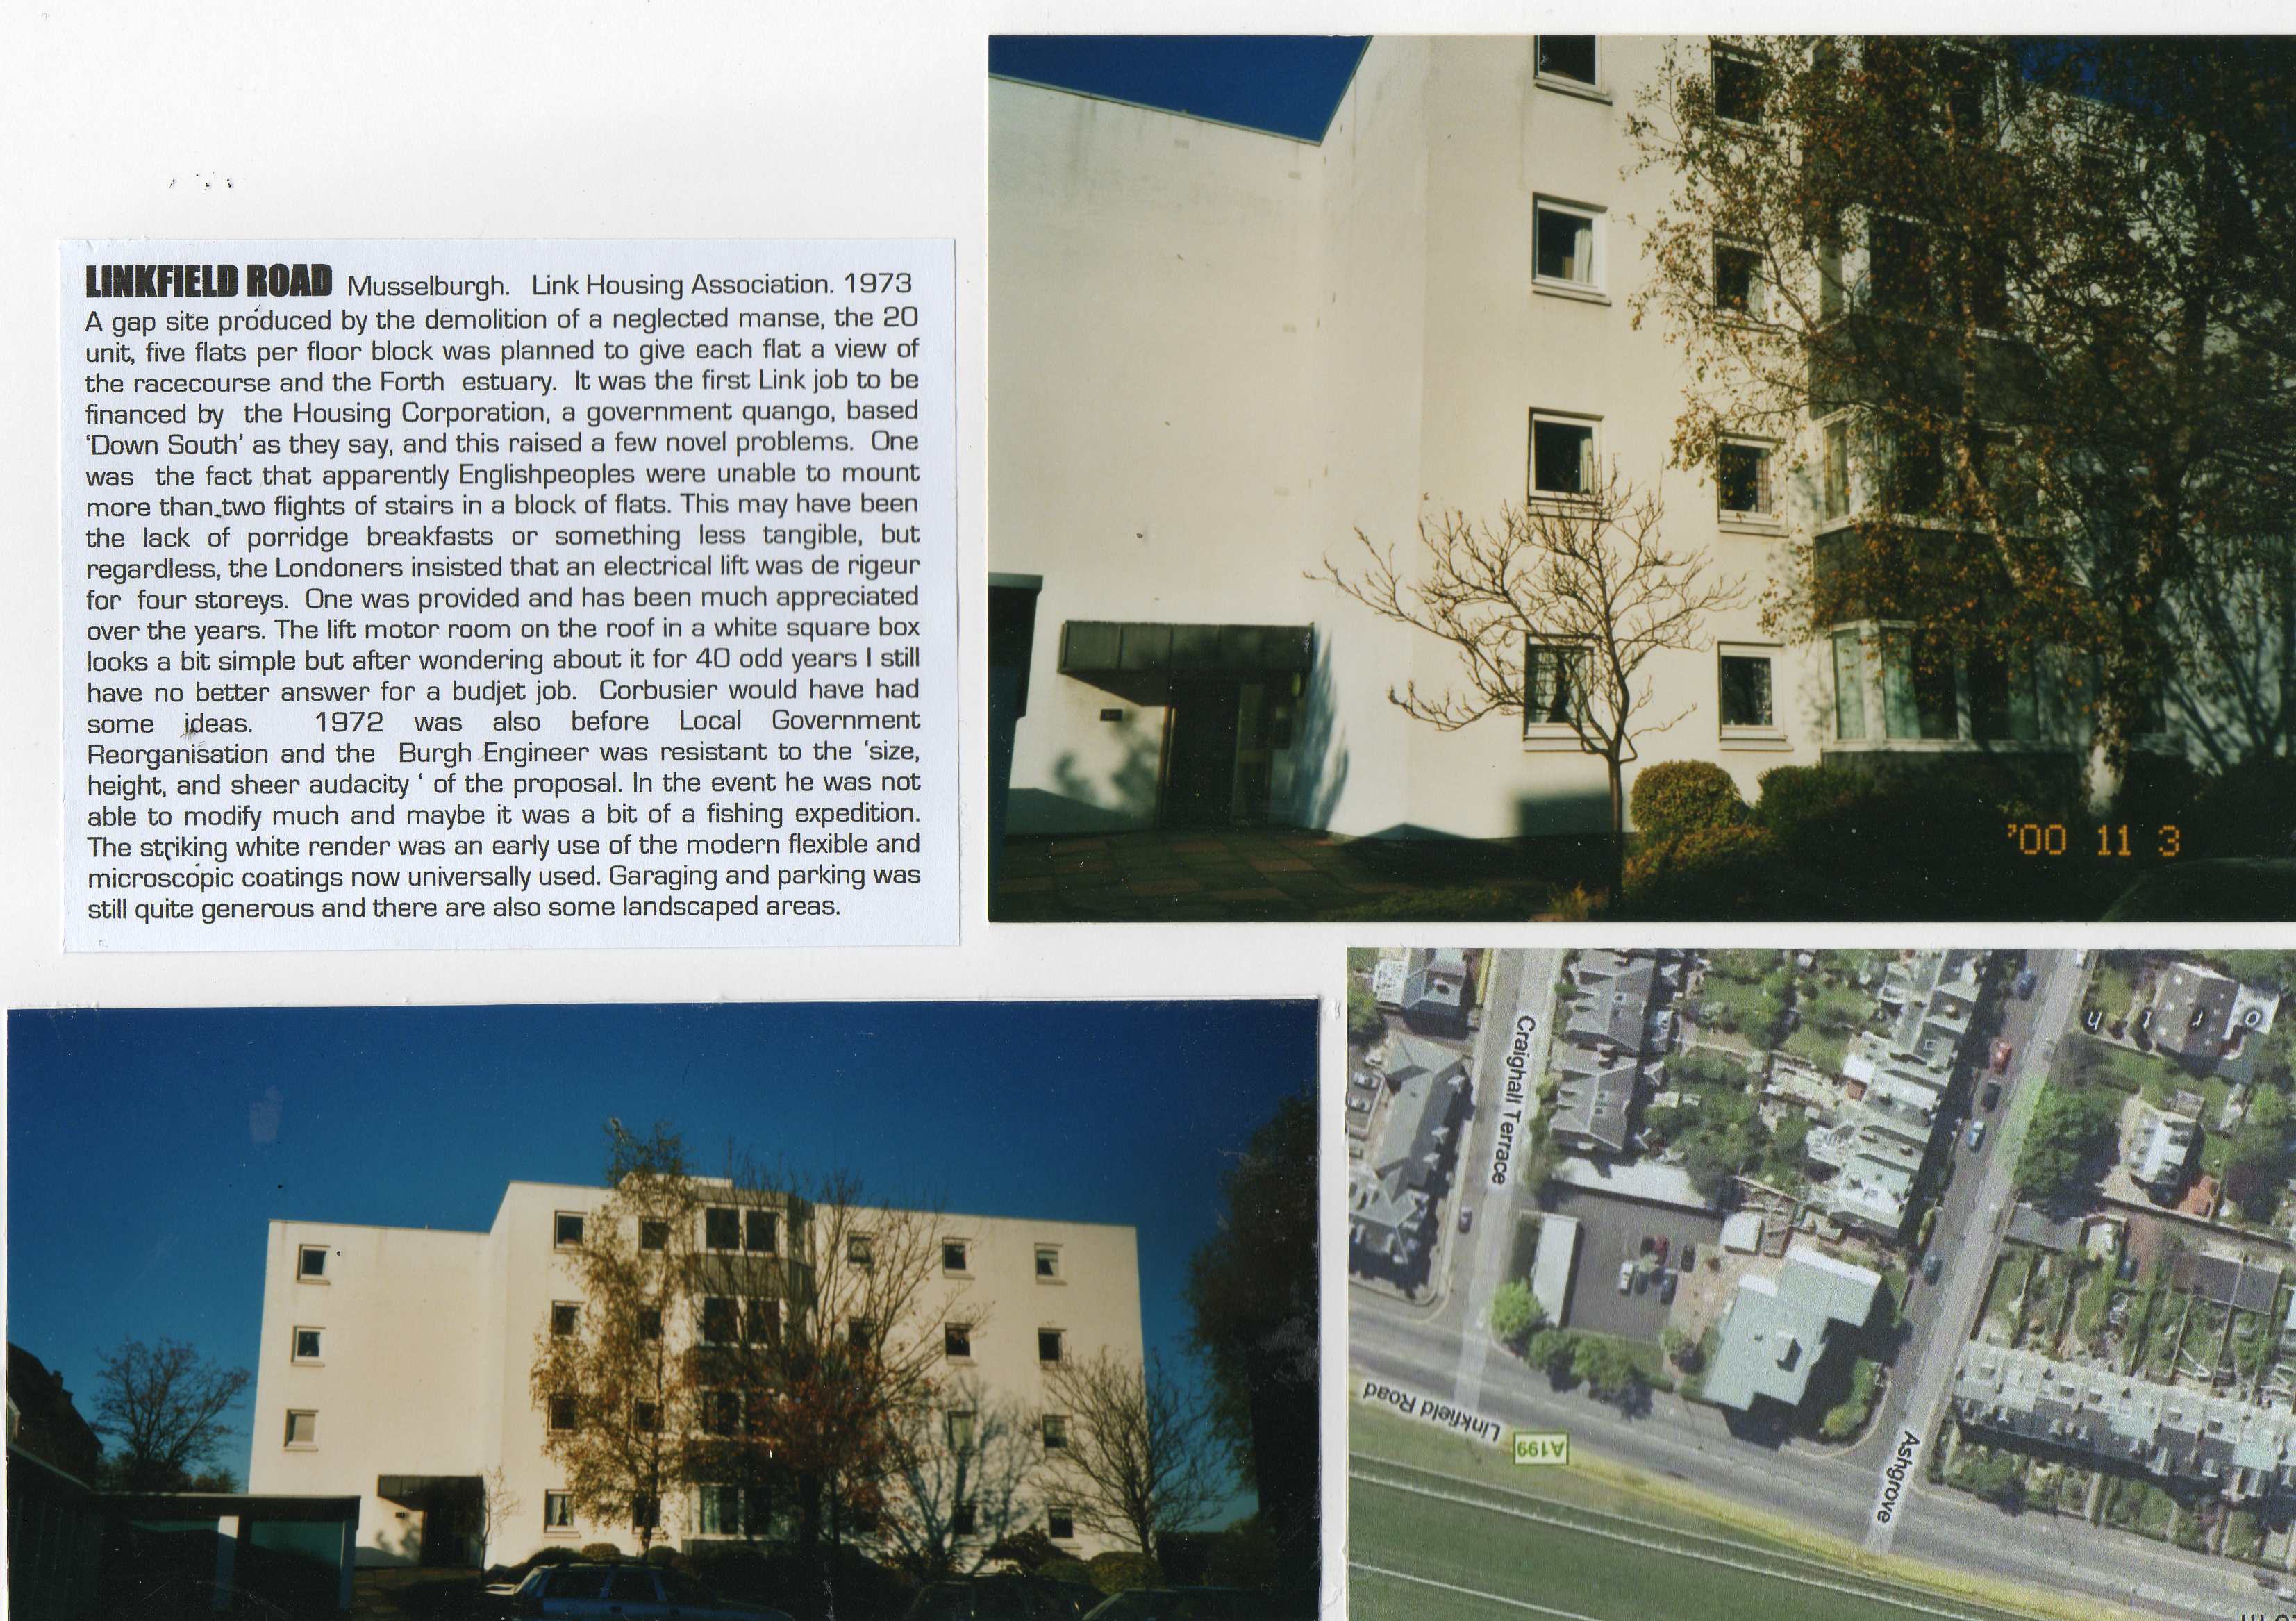 LINKFIELD ROAD Musselburgh. Link Housing Association. 1973
A gap site produced by the demolition of a neglected manse, the 20
unit, five flats per floor block was planned to give each flat a view of
the racecourse and the Forth estuary. It was the first Link job to be
financed by the Housing Corporation, a government quango, based
'Down South' as they say, and this raised a few novel problems. One
was the fact that apparently Englishpeoples were unable to mount
more than two flights of stairs in a block of flats. This may have been
the lack of porridge breakfasts or something less tangible, but
regardless, the Londoners insisted that an electrical lift was de rigeur
for four storeys. One was provided and has been much appreciated
over the years. The lift motor room on the roof in a white square box
looks a bit simple but after wondering about it for 40 odd years I still
have no better answer for a budjet job. Corbusier would have had
some ideas. 1972 was also before Local Government
Reorganisation and the Burgh Engineer was resistant to the 'size,
height, and sheer audacity ' of the proposal. In the event he was not
able to modify much and maybe it was a bit of a fishing expedition.
The striking white render was an early use of the modern flexible and
microscopic coatings now universally used. Garaging and parking was
still quite generous and there are also some landscaped areas.
'00 11 3
Craighall Terrace
Linkfield Road
A199
Ashgrove